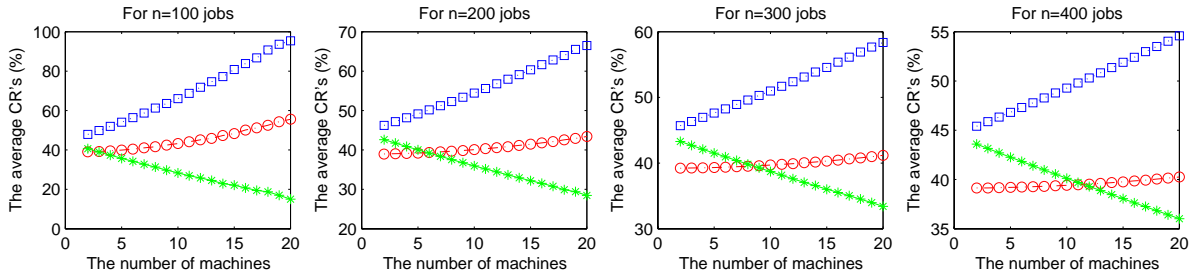 For n=100 jobs
The average CR's (%)
100
80
60
40
20
0
0 5 10 15 20
The number of machines
For n=200 jobs
The average CR's (%)
70
60
50
40
30
20
0 5 10 15 20
The number of machines
For n=300 jobs
The average CR's (%)
60
50
40
30
0 5 10 15 20
The number of machines
For n=400 jobs
The average CR's (%)
55
50
45
40
35
0 5 10 15 20
The number of machines